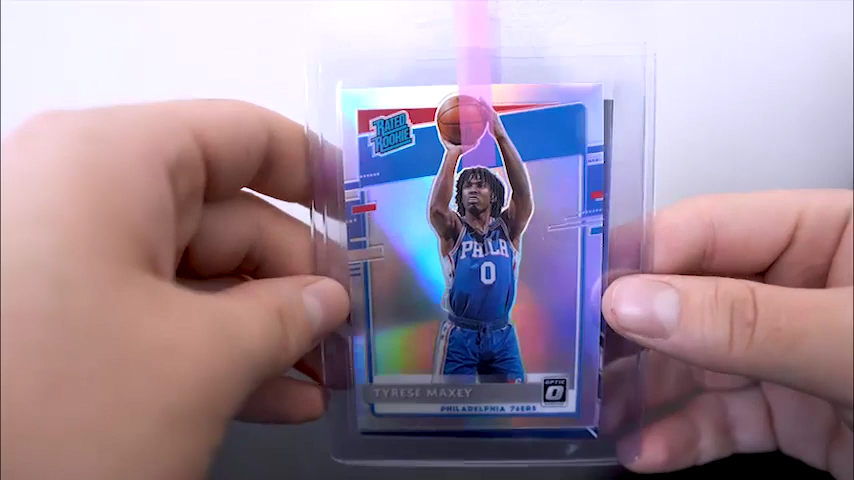 RATED
ROOKIE
PHILA
0
TYRESE MAXEY
OPTIC
PHILADELPHIA 76ERS